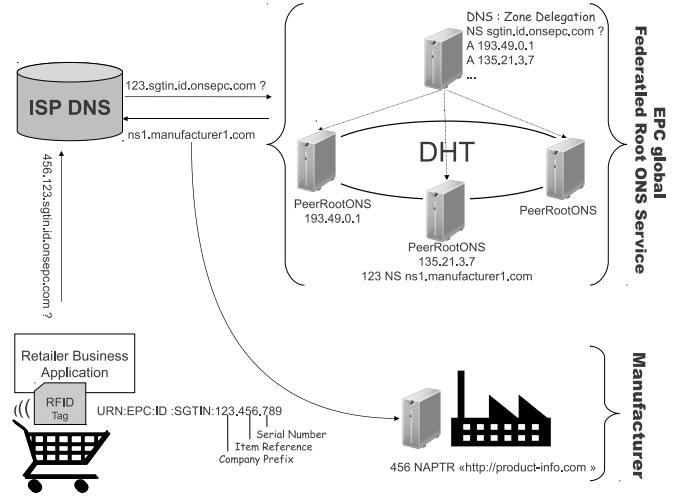 DNS : Zone Delegation
NS sgtin.id.onsepc.com ?
A 193.49.0.1
A 135.21.3.7
...
123.sgtin.id.onsepc.com ?
ISP DNS
ns1.manufacturer1.com
DHT
PeerRootONS
193.49.0.1
PeerRootONS
135.21.3.7
123 NS ns1.manufacturer1.com
PeerRootONS
EPC global
Federatled Root ONS Service
456.123.sgtin.id.onsepc.com ?
Retailer Business
Application
RFID
Tag
URN:EPC:ID :SGTIN:123.456.789
Serial Number
Item Reference
Company Prefix
456 NAPTR «http://product-info.com »
Manufacturer